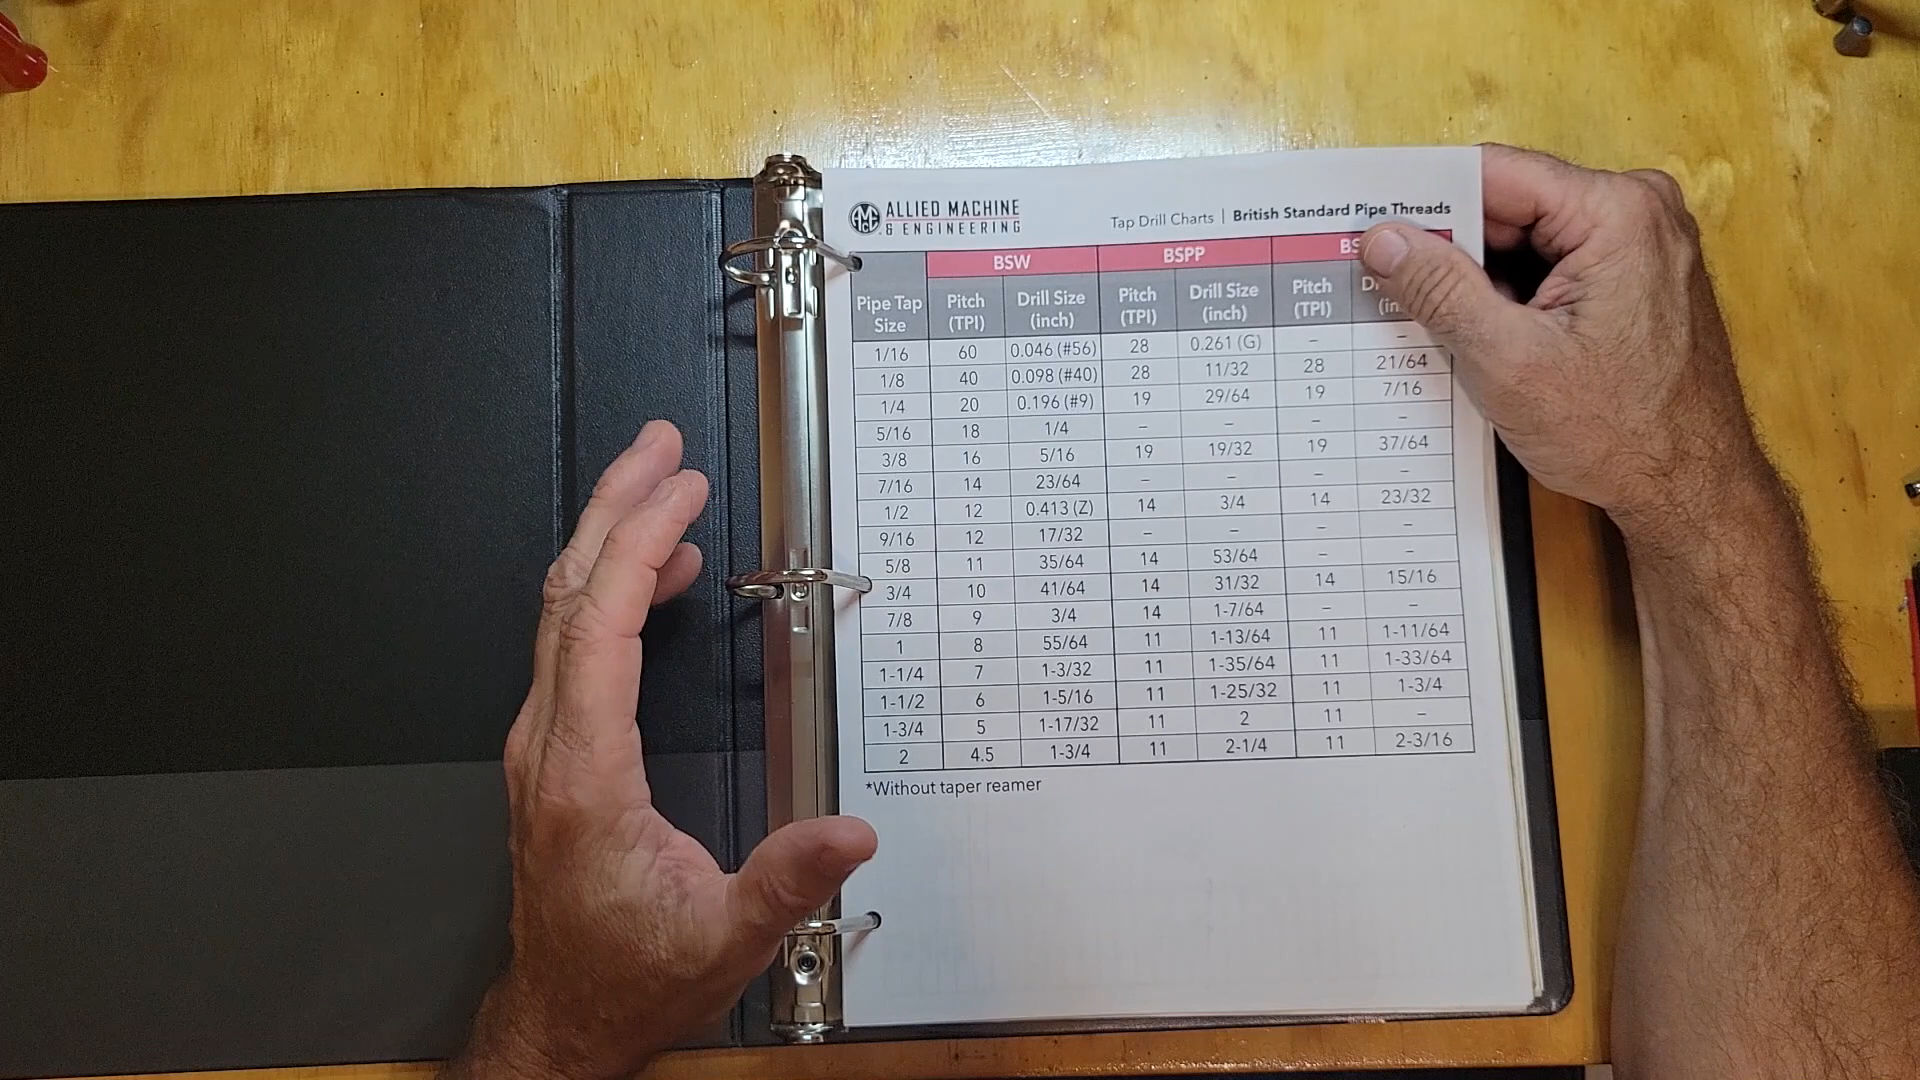 AMEC
ALLIED MACHINE
& ENGINEERING
Tap Drill Charts | British Standard Pipe Threads
BSW BSPP
Pipe Tap Size Pitch (TPI) Drill Size (inch) Pitch (TPI) Drill Size (inch) Pitch (TPI)
1/16 60 0.046 (#56) 28 0.261 (G) – –
1/8 40 0.098 (#40) 28 11/32 28 21/64
1/4 20 0.196 (#9) 19 29/64 19 7/16
5/16 18 1/4 – – – –
3/8 16 5/16 19 19/32 19 37/64
7/16 14 23/64 – – – –
1/2 12 0.413 (Z) 14 3/4 14 23/32
9/16 12 17/32 – – – –
5/8 11 35/64 14 53/64 – –
3/4 10 41/64 14 31/32 14 15/16
7/8 9 3/4 14 1-7/64 – –
1 8 55/64 11 1-13/64 11 1-11/64
1-1/4 7 1-3/32 11 1-35/64 11 1-33/64
1-1/2 6 1-5/16 11 1-25/32 11 1-3/4
1-3/4 5 1-17/32 11 2 11 –
2 4.5 1-3/4 11 2-1/4 11 2-3/16
*Without taper reamer